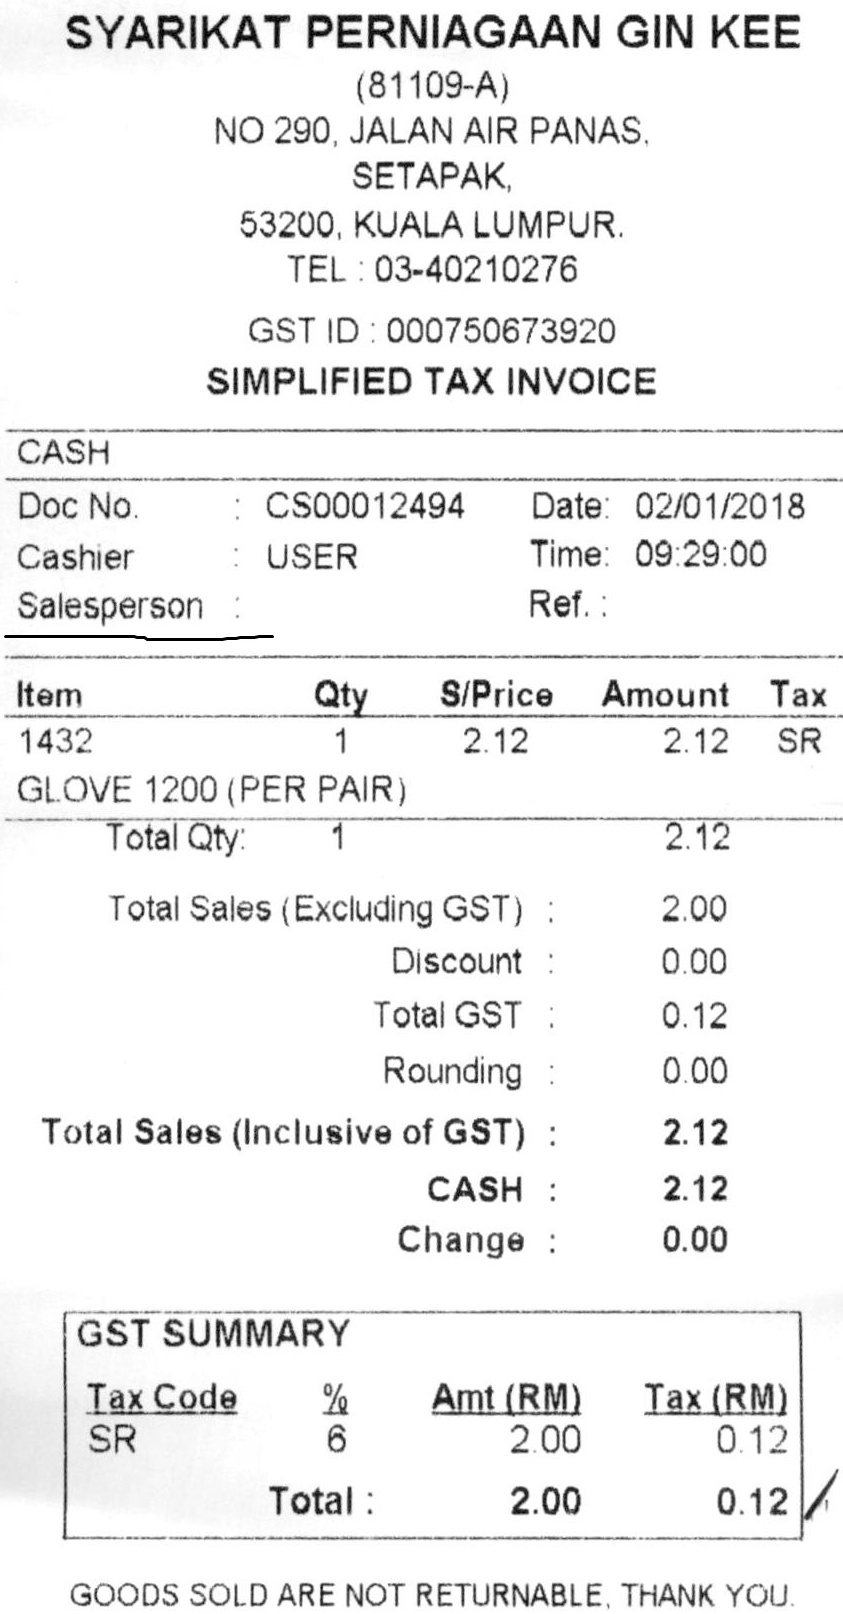 SYARIKAT PERNIAGAAN GIN KEE
(81109-A)
NO 290, JALAN AIR PANAS,
SETAPAK,
53200, KUALA LUMPUR.
TEL : 03-40210276
GST ID : 000750673920
SIMPLIFIED TAX INVOICE
CASH
Doc No. : CS00012494 Date: 02/01/2018
Cashier : USER Time: 09:29:00
Salesperson : Ref. :
Item Qty S/Price Amount Tax
1432 1 2.12 2.12 SR
GLOVE 1200 (PER PAIR)
Total Qty: 1 2.12
Total Sales (Excluding GST) : 2.00
Discount : 0.00
Total GST : 0.12
Rounding : 0.00
Total Sales (Inclusive of GST) : 2.12
CASH : 2.12
Change : 0.00
GST SUMMARY
Tax Code % Amt (RM) Tax (RM)
SR 6 2.00 0.12
Total : 2.00 0.12
GOODS SOLD ARE NOT RETURNABLE, THANK YOU.